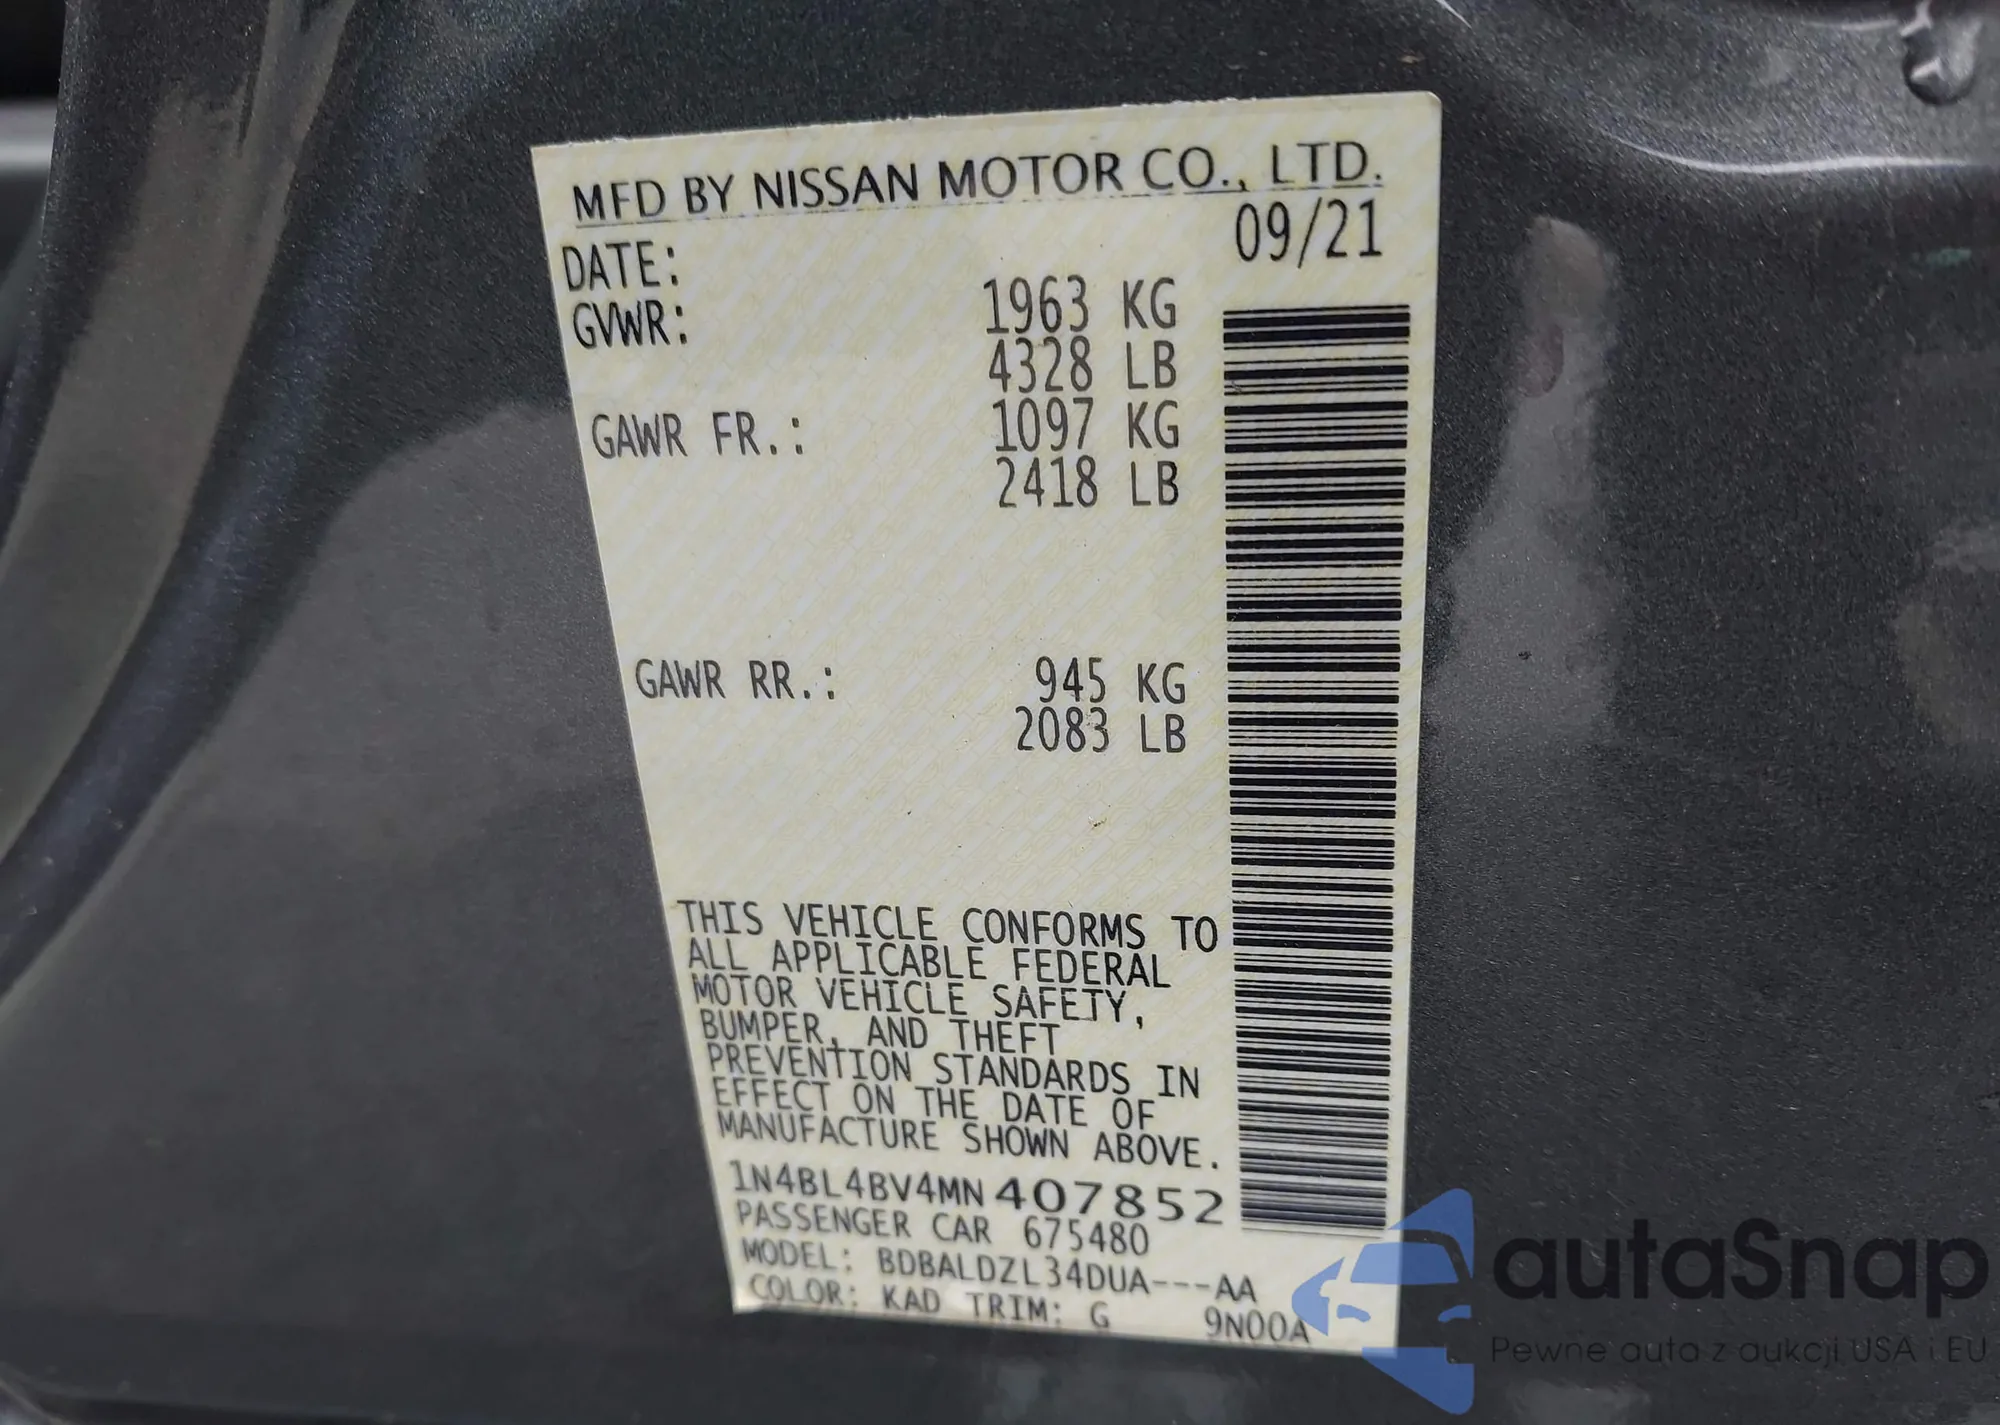 MFD BY NISSAN MOTOR CO., LTD.
DATE: 09/21
GVWR: 1963 KG
4328 LB
GAWR FR.: 1097 KG
2418 LB
GAWR RR.: 945 KG
2083 LB
THIS VEHICLE CONFORMS TO
ALL APPLICABLE FEDERAL
MOTOR VEHICLE SAFETY,
BUMPER, AND THEFT
PREVENTION STANDARDS IN
EFFECT ON THE DATE OF
MANUFACTURE SHOWN ABOVE.
1N4BL4BV4MN407852
PASSENGER CAR 675480
MODEL: BDBALDZL34DUA---AA
COLOR: KAD TRIM: G 9N00A
autaSnap
Pewne auta z aukcji USA i EU